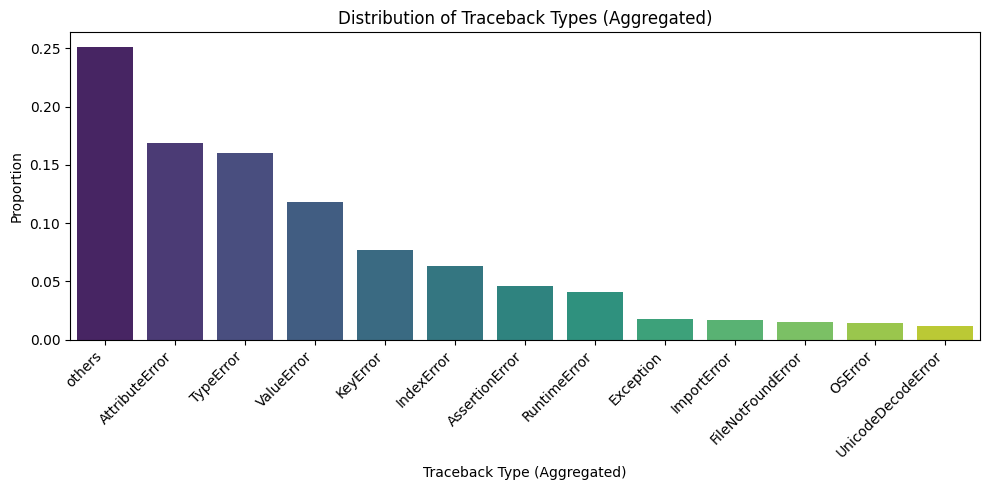 Distribution of Traceback Types (Aggregated)
Proportion
0.25
0.20
0.15
0.10
0.05
0.00
others
AttributeError
TypeError
ValueError
KeyError
IndexError
AssertionError
RuntimeError
Exception
ImportError
FileNotFoundError
OSError
UnicodeDecodeError
Traceback Type (Aggregated)